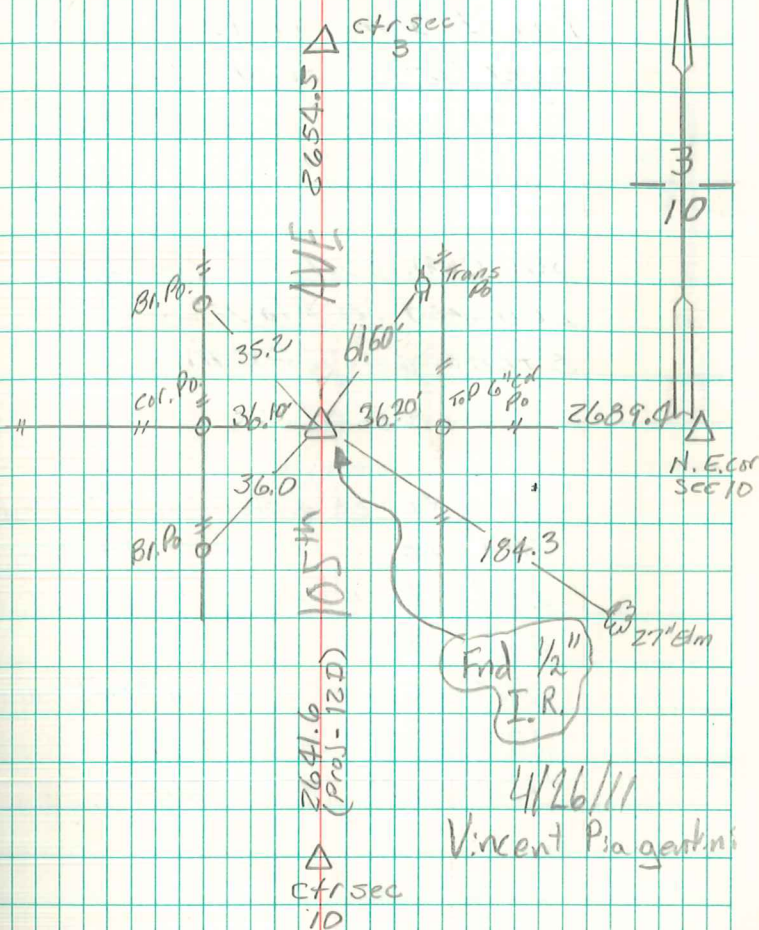 ctr sec
3
2654.5
3
10
AVE
Br. Po.
Trans
Po
35.2
61.60'
Cor. Po.
36.10'
36.20'
Top 6" cd
Po
2689.4
N. E. cor
sec 10
36.0
Br. Po
105th
184.3
27" Elm
Fnd 1/2"
I. R.
2641.6
(Proj-12D)
4/26/11
Vincent
ctr sec
10